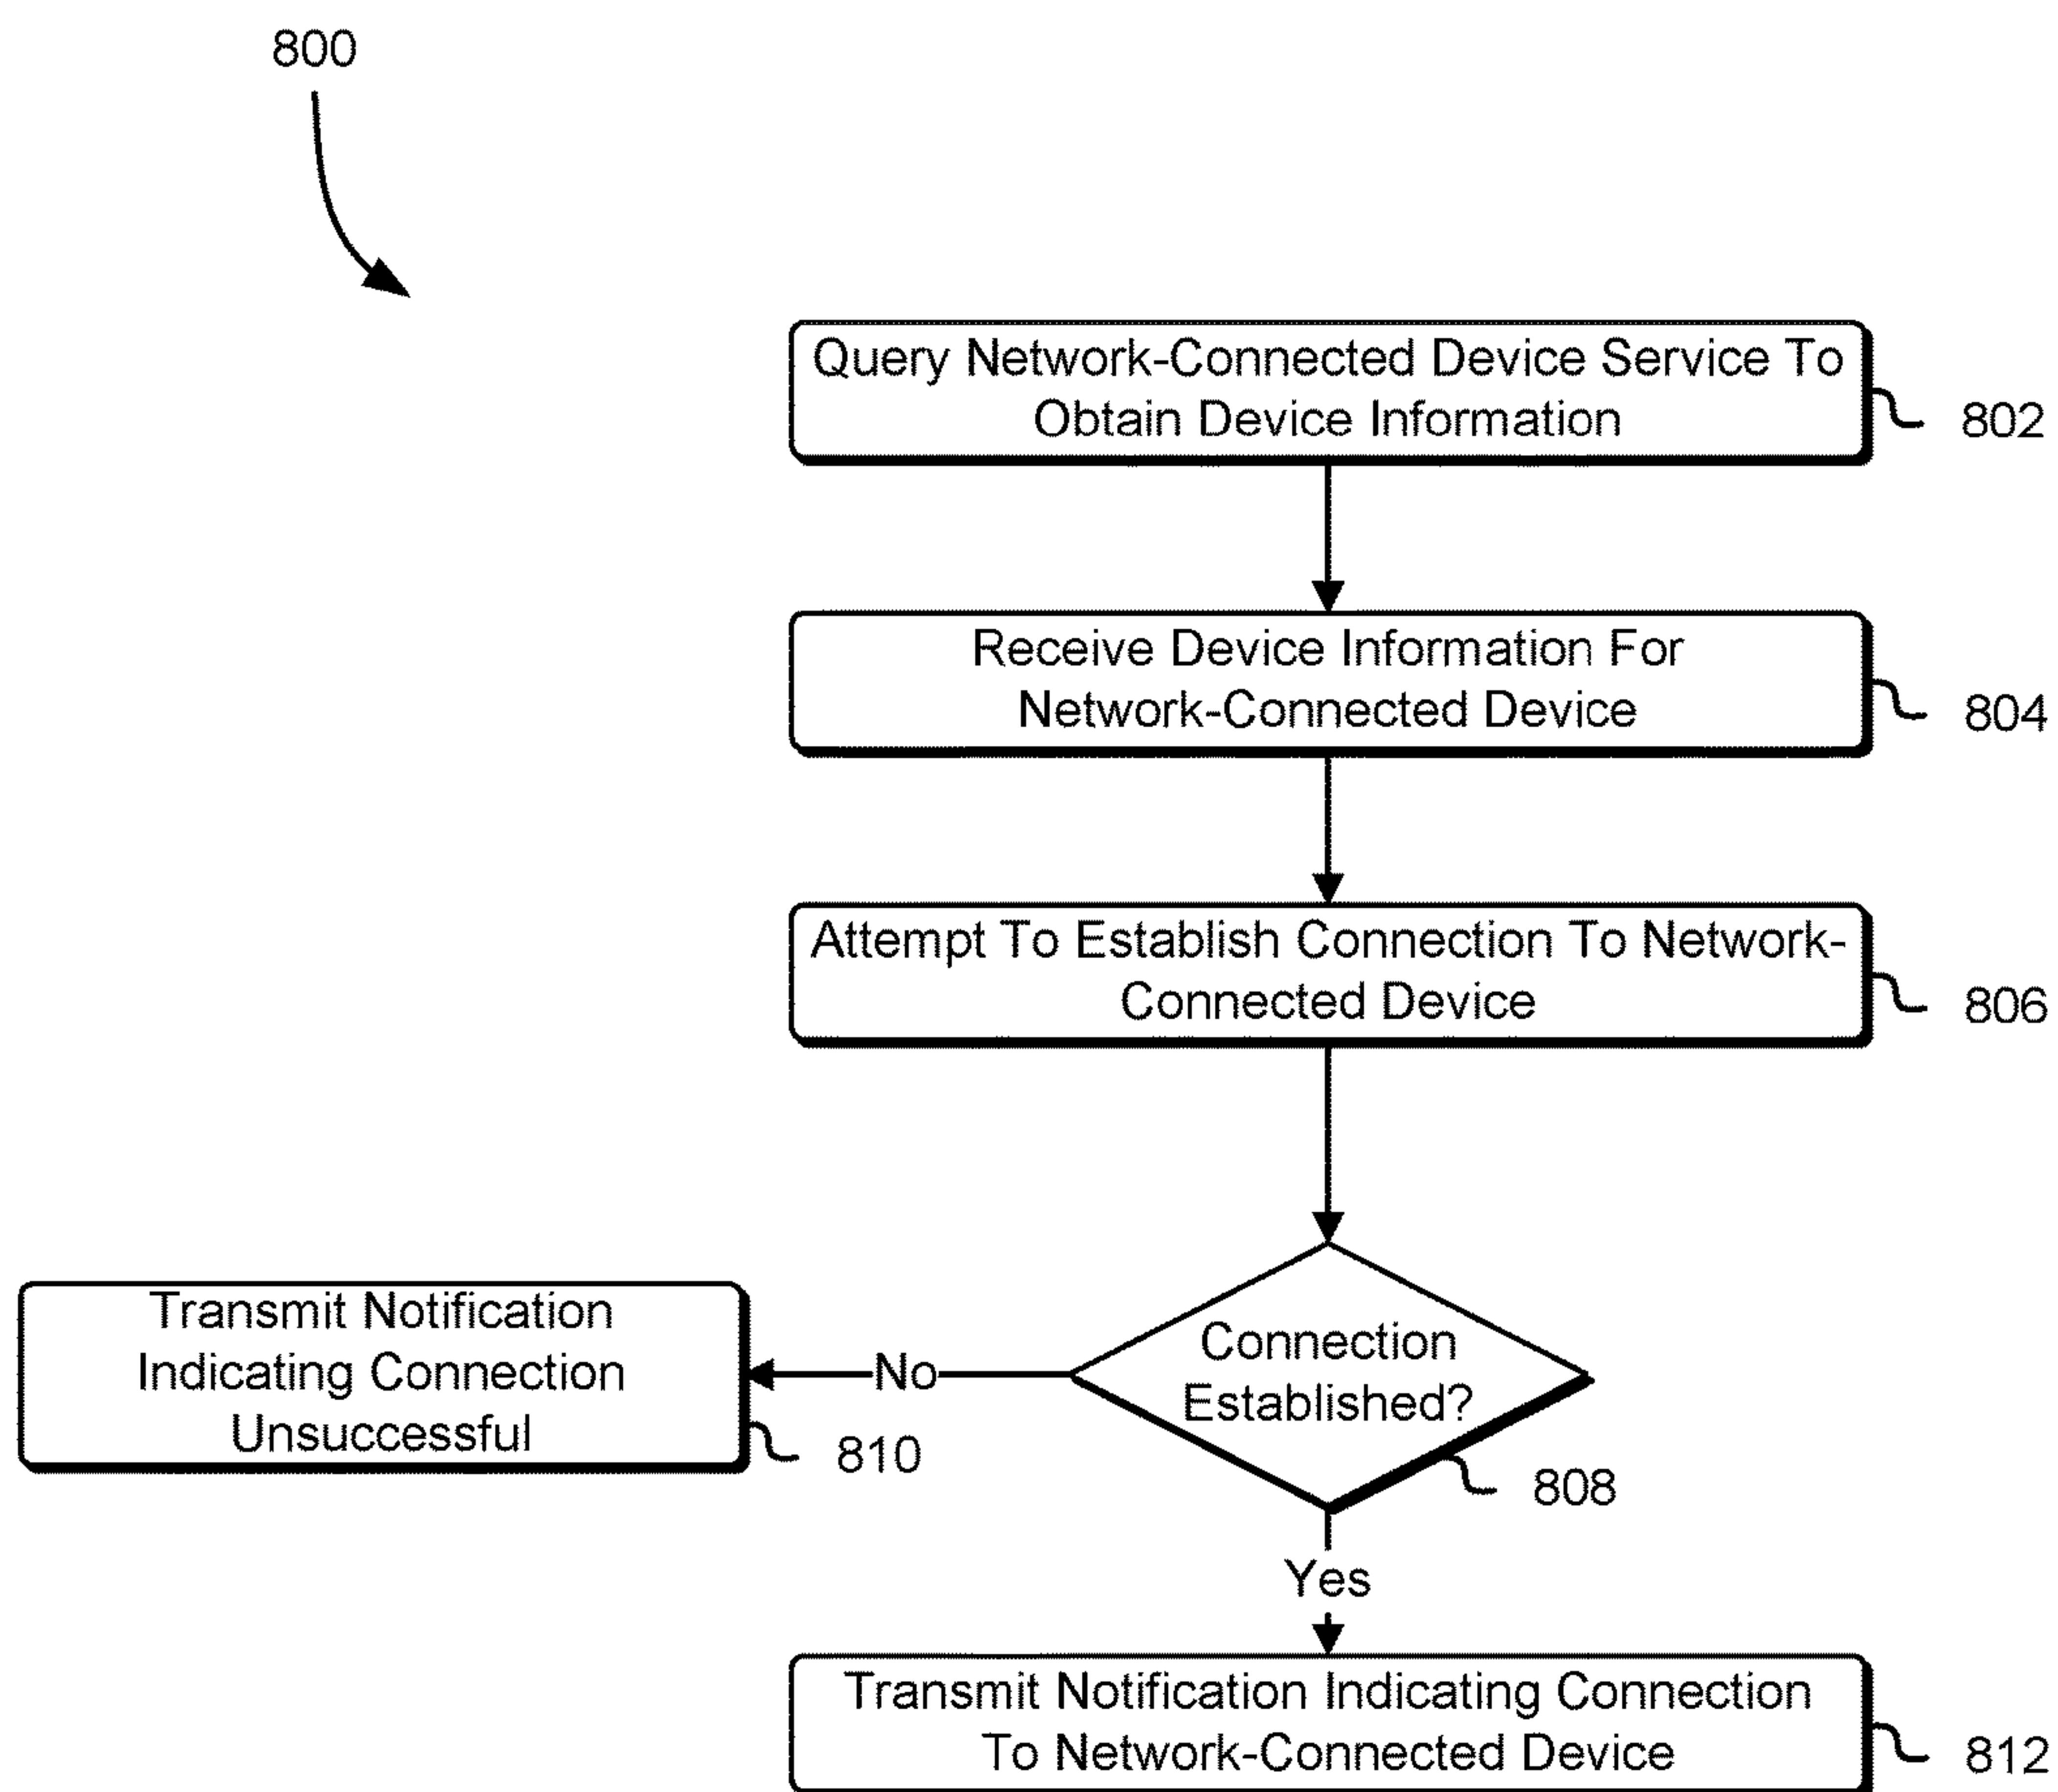 800
Query Network-Connected Device Service To
Obtain Device Information
802
Receive Device Information For
Network-Connected Device
804
Attempt To Establish Connection To Network-
Connected Device
806
Connection
Established?
808
No
Transmit Notification
Indicating Connection
Unsuccessful
810
Yes
Transmit Notification Indicating Connection
To Network-Connected Device
812